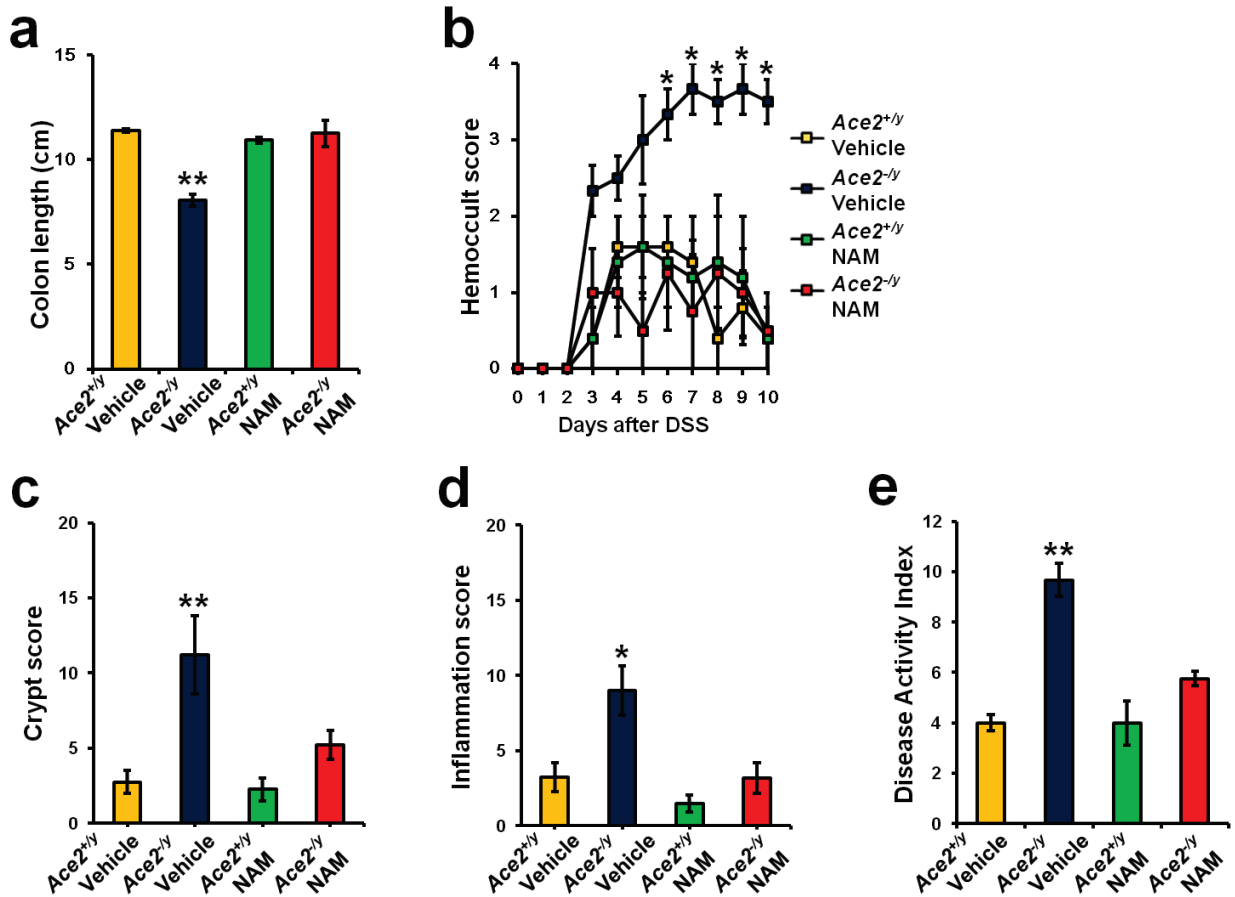 a
Colon length (cm)
15
10
5
0
**
Ace2+/y
Vehicle
Ace2-/y
Vehicle
Ace2+/y
NAM
Ace2-/y
NAM
b
Hemoccult score
4
3
2
1
0
* * * * *
0 1 2 3 4 5 6 7 8 9 10
Days after DSS
Ace2+/y
Vehicle
Ace2-/y
Vehicle
Ace2+/y
NAM
Ace2-/y
NAM
c
Crypt score
20
15
10
5
0
**
Ace2+/y
Vehicle
Ace2-/y
Vehicle
Ace2+/y
NAM
Ace2-/y
NAM
d
Inflammation score
20
15
10
5
0
*
Ace2+/y
Vehicle
Ace2-/y
Vehicle
Ace2+/y
NAM
Ace2-/y
NAM
e
Disease Activity Index
12
10
8
6
4
2
0
**
Ace2+/y
Vehicle
Ace2-/y
Vehicle
Ace2+/y
NAM
Ace2-/y
NAM